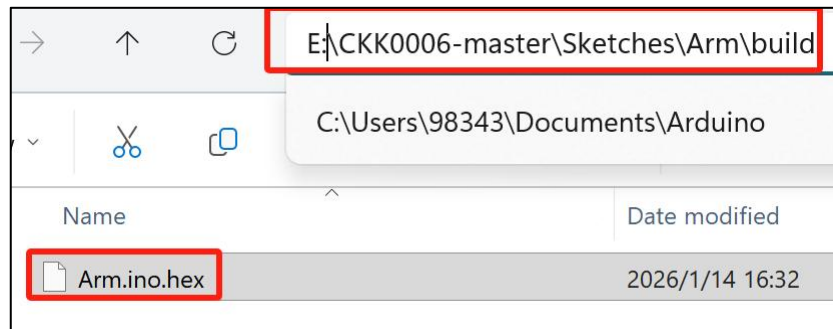 E:\CKK0006-master\Sketches\Arm\build
C:\Users\98343\Documents\Arduino
Name Date modified
Arm.ino.hex 2026/1/14 16:32